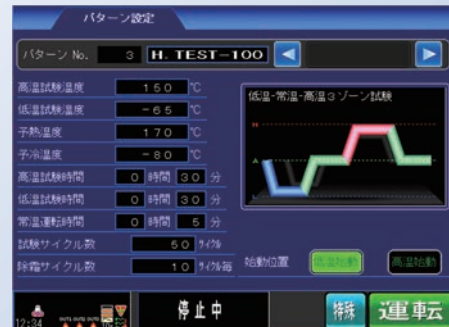 パターン設定
パターン No. 3 H. TEST-100
高温試験温度 150 ℃
低温試験温度 -65 ℃
予熱温度 170 ℃
予冷温度 -80 ℃
高温試験時間 0 時間 30 分
低温試験時間 0 時間 30 分
常温運転時間 0 時間 5 分
試験サイクル数 50 サイクル
除霜サイクル数 10 サイクル毎
低温-常温-高温3ゾーン試験
H
A
L
始動位置 低温始動 高温始動
12:34 停止中 特殊 運転